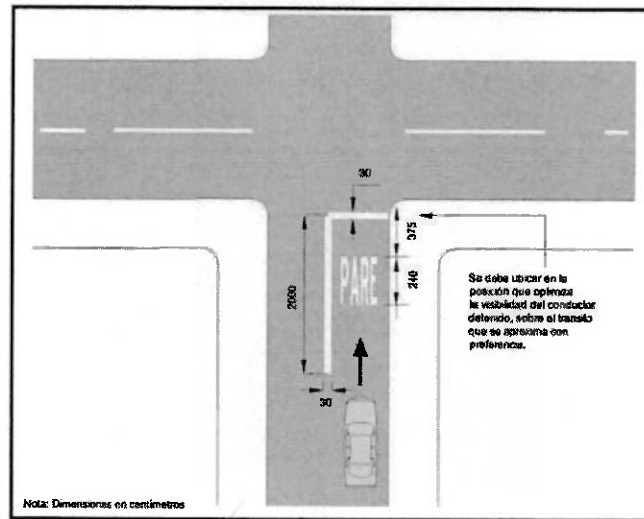 30
375
PARE
240
2000
Se debe ubicar en la
posición que optimiza
la visibilidad del conductor
detenido, sobre el transito
que se aproxima con
preferencia.
30
Nota: Dimensiones en centímetros